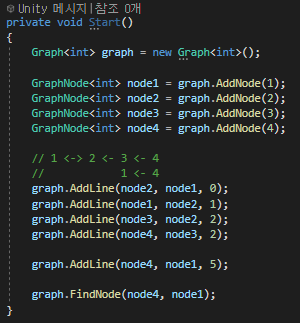 Unity 메시지|참조 0개
private void Start()
{
Graph<int> graph = new Graph<int>();
GraphNode<int> node1 = graph.AddNode(1);
GraphNode<int> node2 = graph.AddNode(2);
GraphNode<int> node3 = graph.AddNode(3);
GraphNode<int> node4 = graph.AddNode(4);
// 1 <-> 2 <- 3 <- 4
// 1 <- 4
graph.AddLine(node2, node1, 0);
graph.AddLine(node1, node2, 1);
graph.AddLine(node3, node2, 2);
graph.AddLine(node4, node3, 2);
graph.AddLine(node4, node1, 5);
graph.FindNode(node4, node1);
}